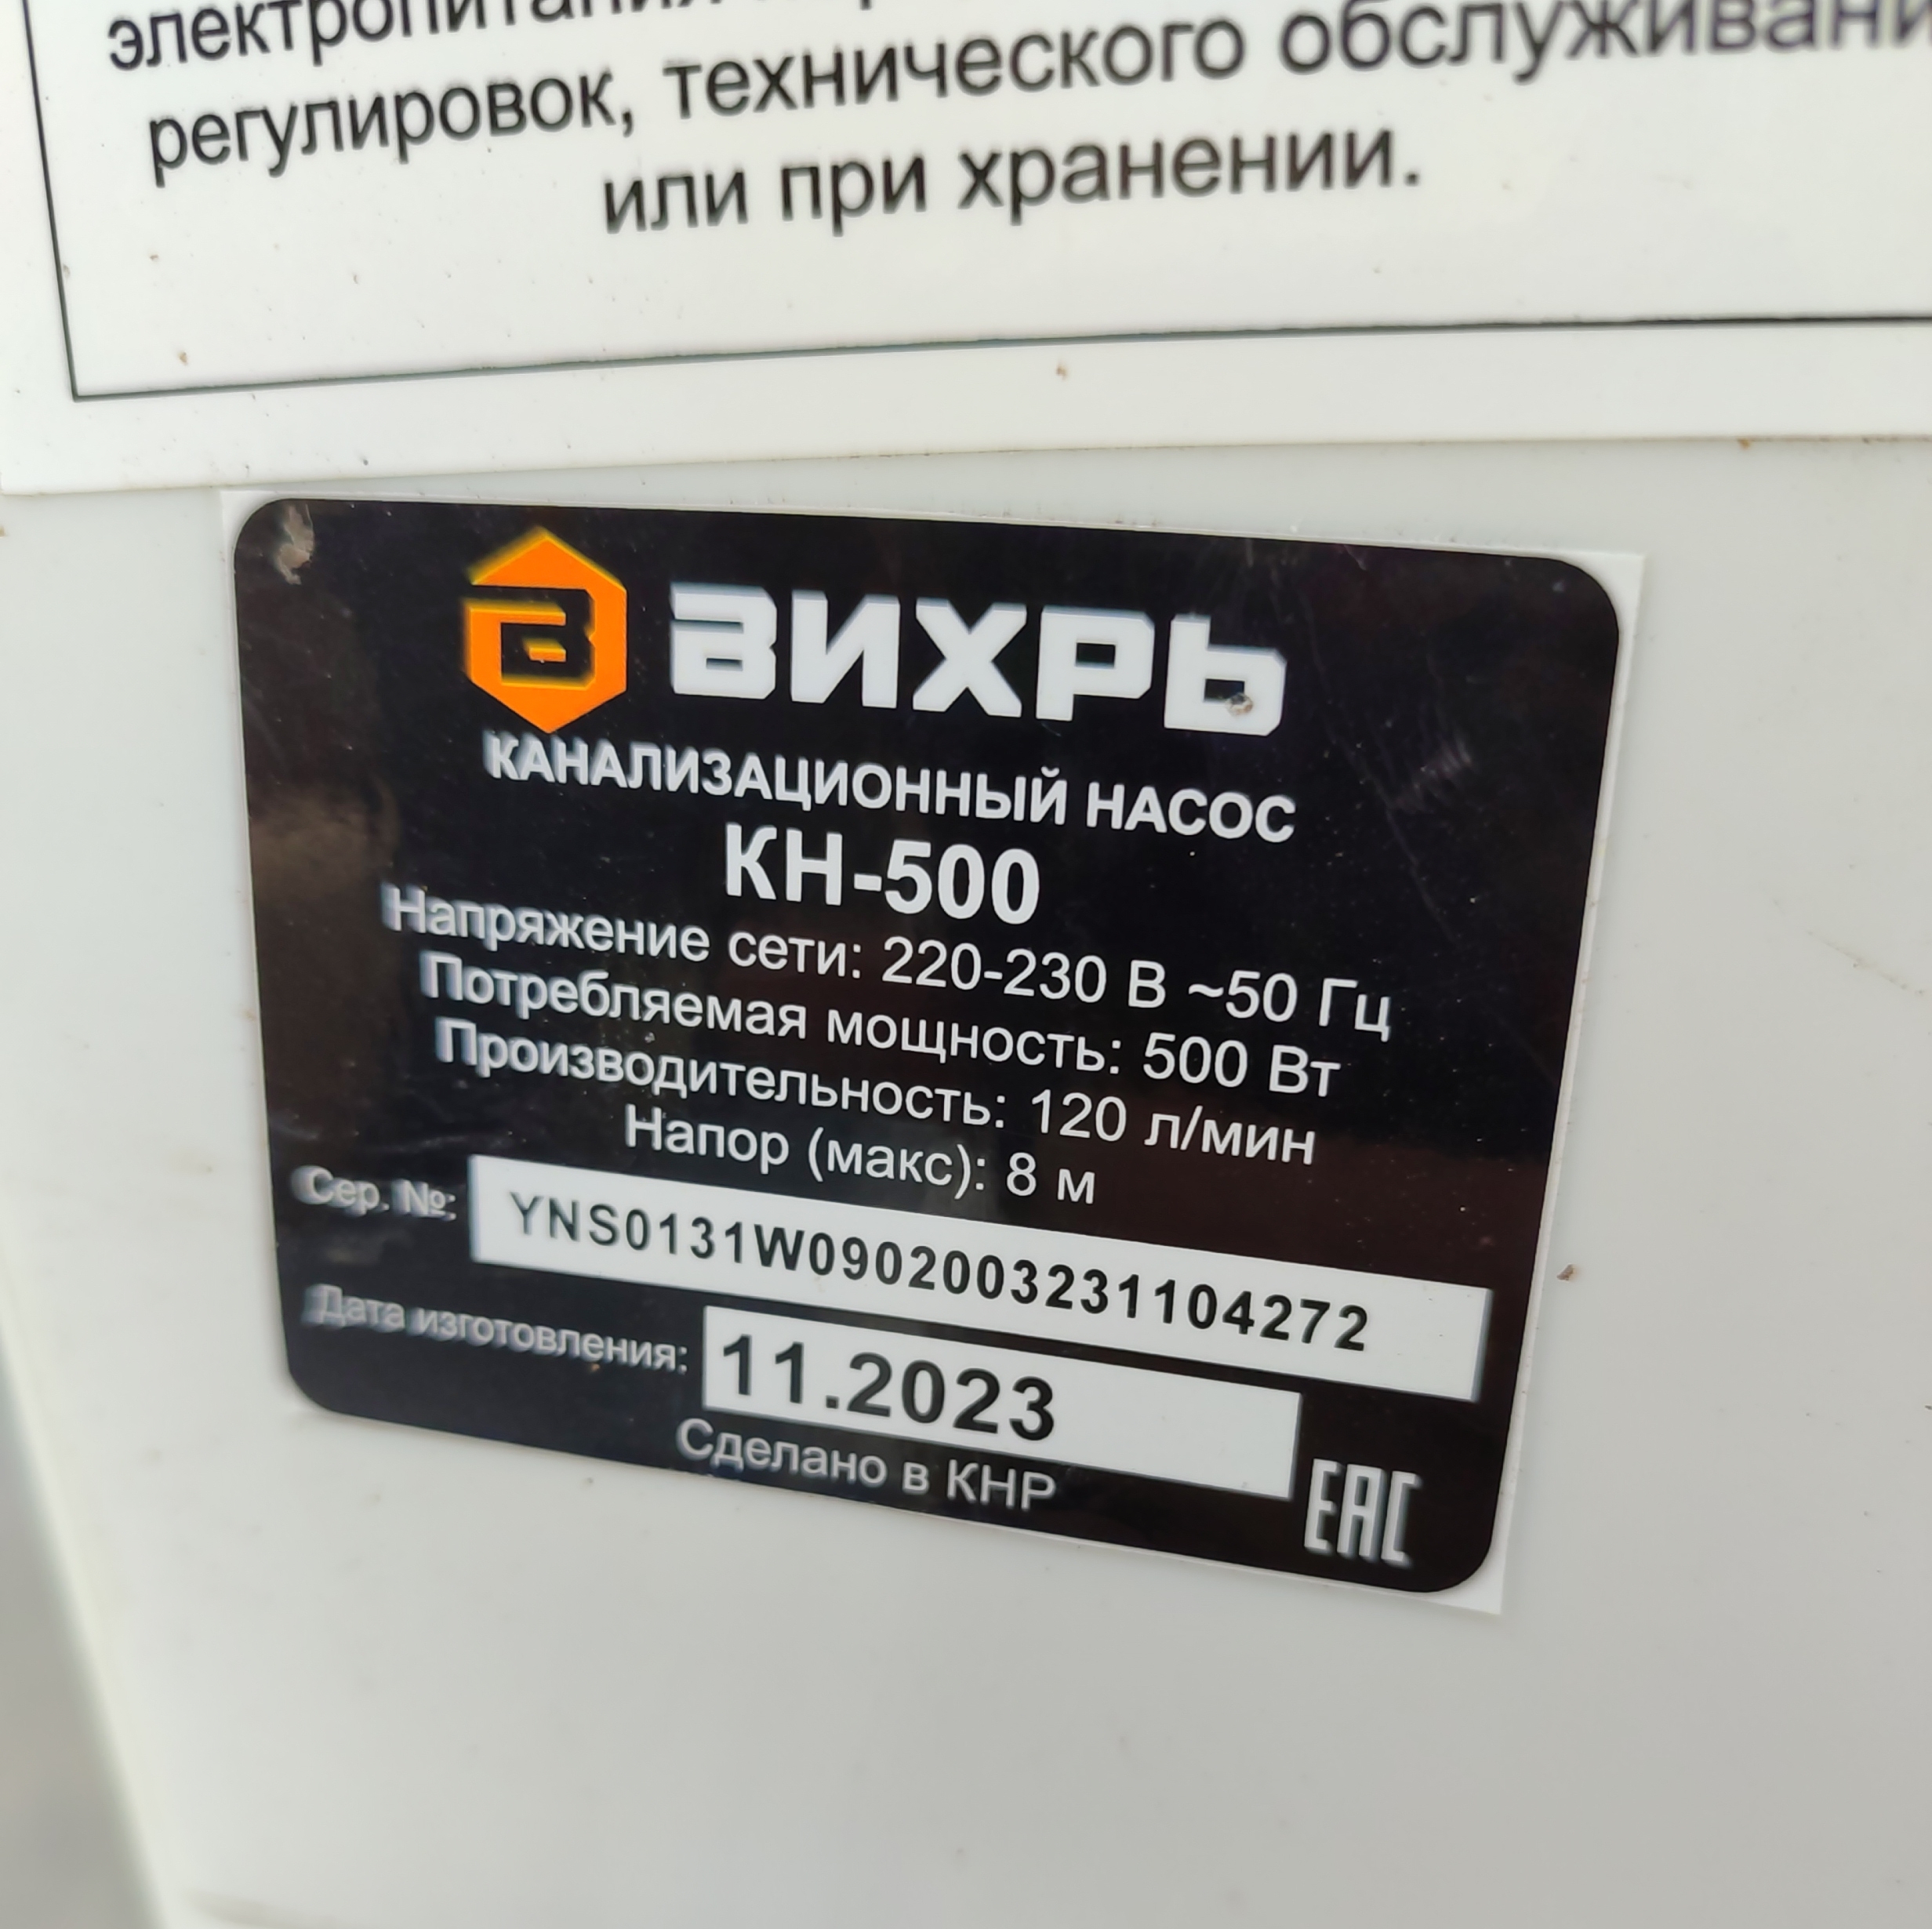 электропитания
регулировок, технического обслуживани
или при хранении.
ВИХРЬ
КАНАЛИЗАЦИОННЫЙ НАСОС
КН-500
Напряжение сети: 220-230 В ~50 Гц
Потребляемая мощность: 500 Вт
Производительность: 120 л/мин
Напор (макс): 8 м
Сер. №: YNS0131W0902003231104272
Дата изготовления: 11.2023
Сделано в КНР
EAC